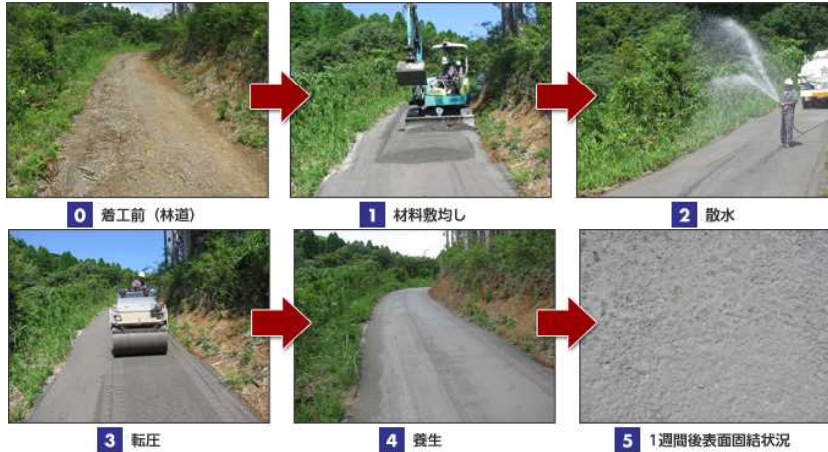 0 着工前（林道）
1 材料敷均し
2 散水
3 転圧
4 養生
5 1週間後表面固結状況